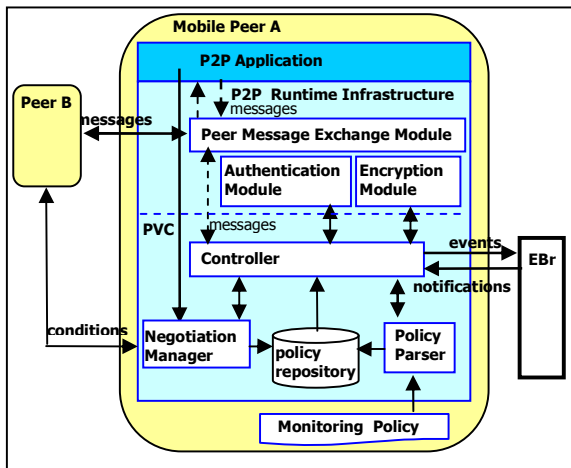 Mobile Peer A
P2P Application
P2P Runtime Infrastructure
messages
Peer B
messages
Peer Message Exchange Module
Authentication
Module
Encryption
Module
PVC
messages
Controller
events
EBr
notifications
conditions
Negotiation
Manager
policy
repository
Policy
Parser
Monitoring Policy